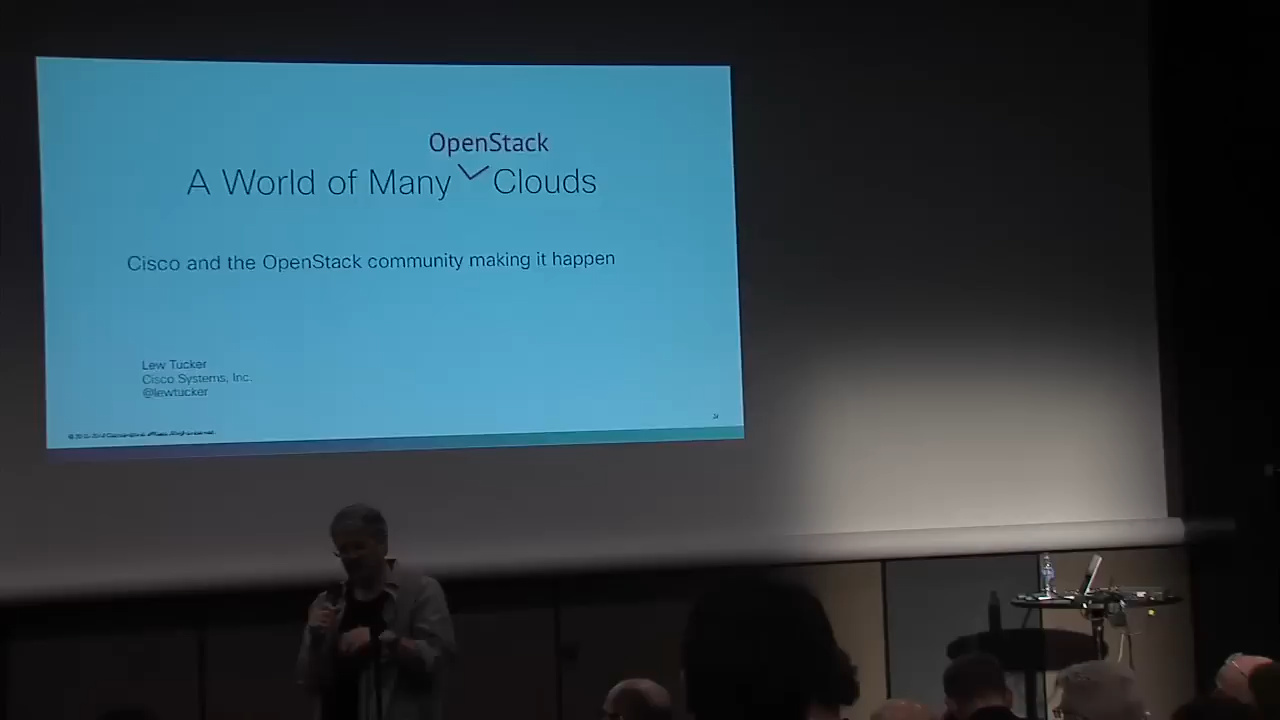 OpenStack
A World of Many Clouds
Cisco and the OpenStack community making it happen
Lew Tucker
Cisco Systems, Inc.
@lewtucker